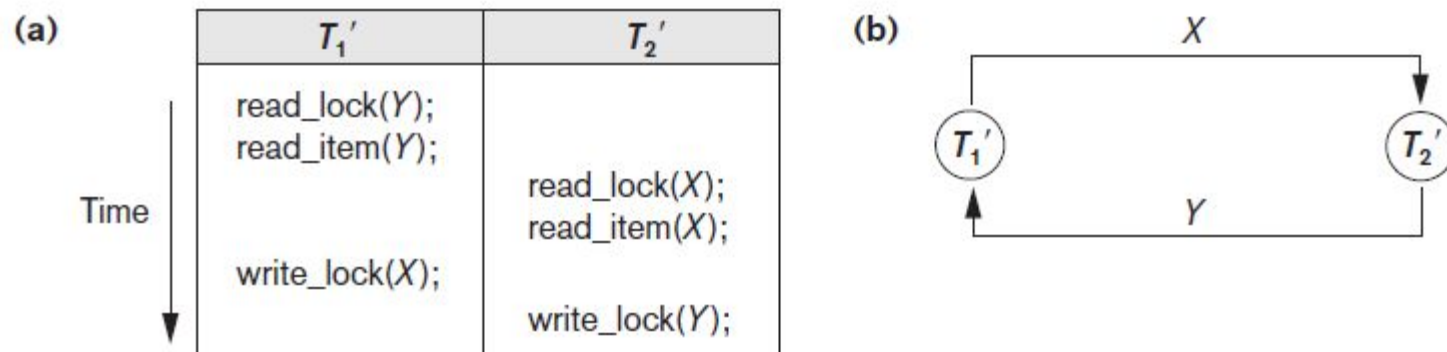 (a)
T₁′ T₂′
read_lock(Y);
read_item(Y);
read_lock(X);
read_item(X);
Time
write_lock(X);
write_lock(Y);
(b)
X
T₁′ T₂′
Y